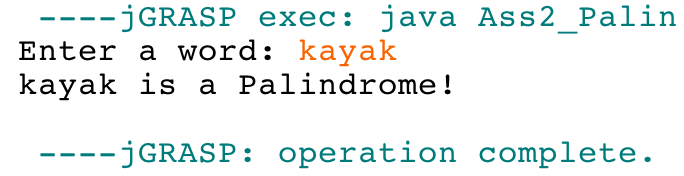 ----jGRASP exec: java Ass2_Palin
Enter a word: kayak
kayak is a Palindrome!
----jGRASP: operation complete.